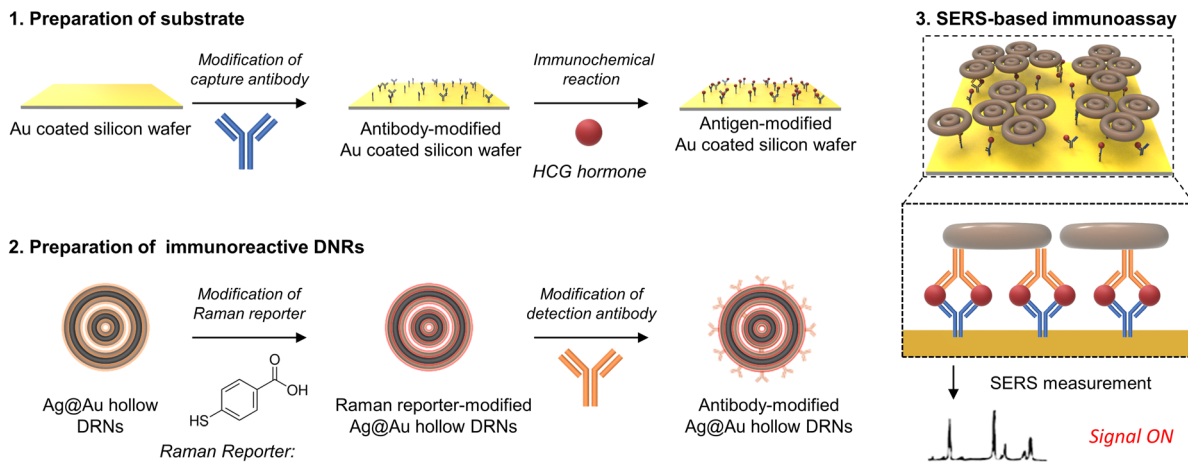 1. Preparation of substrate
Modification of
capture antibody
Immunochemical
reaction
Au coated silicon wafer
Antibody-modified
Au coated silicon wafer
HCG hormone
Antigen-modified
Au coated silicon wafer
2. Preparation of immunoreactive DNRs
Modification of
Raman reporter
Modification of
detection antibody
O
OH
HS
Ag@Au hollow
DRNs
Raman Reporter:
Raman reporter-modified
Ag@Au hollow DRNs
Antibody-modified
Ag@Au hollow DRNs
3. SERS-based immunoassay
SERS measurement
Signal ON